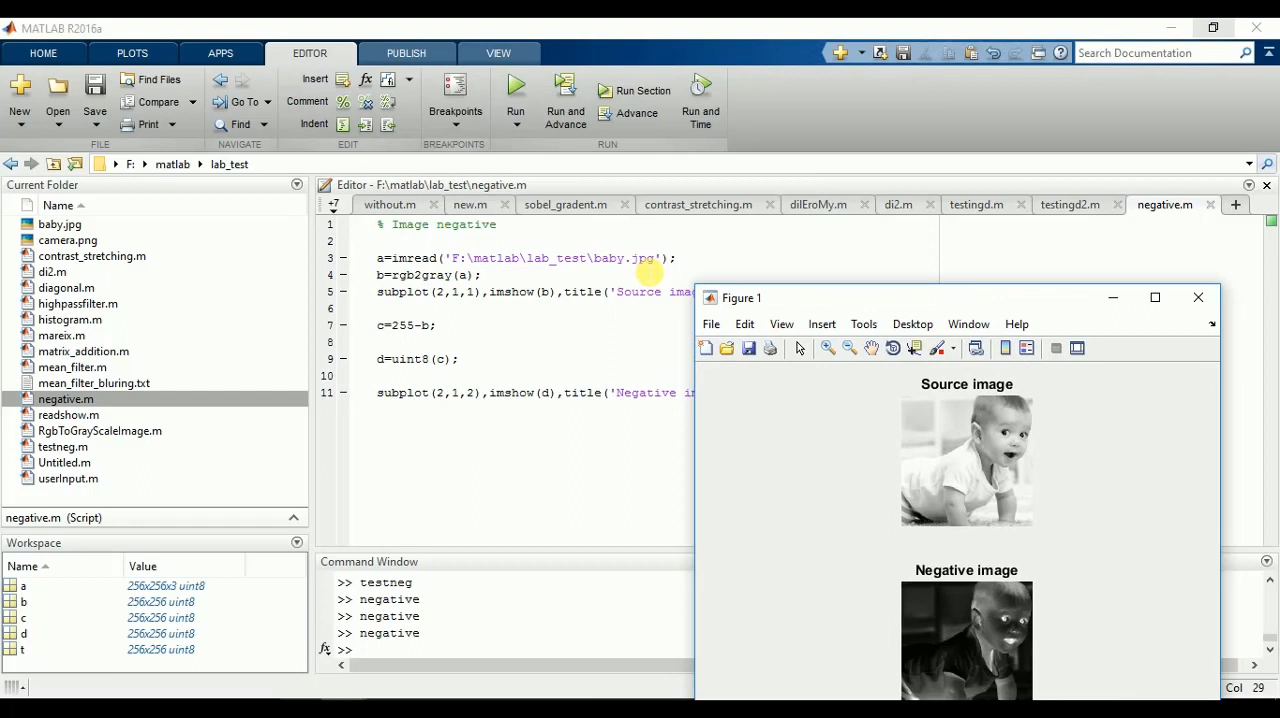 MATLAB R2016a
HOME PLOTS APPS EDITOR PUBLISH VIEW Search Documentation
New Open Save Find Files Compare Print
FILE
Go To Find
NAVIGATE
Insert Comment Indent
EDIT
Breakpoints
BREAKPOINTS
Run Run and Advance Run Section Advance Run and Time
RUN
F: matlab lab_test
Current Folder
Name
baby.jpg
camera.png
contrast_stretching.m
di2.m
diagonal.m
highpassfilter.m
histogram.m
mareix.m
matrix_addition.m
mean_filter.m
mean_filter_bluring.txt
negative.m
readshow.m
RgbToGrayScaleImage.m
testneg.m
Untitled.m
userInput.m
negative.m (Script)
Workspace
Name Value
a 256x256x3 uint8
b 256x256 uint8
c 256x256 uint8
d 256x256 uint8
t 256x256 uint8
Editor - F:\matlab\lab_test\negative.m
+7 without.m new.m sobel_gradent.m contrast_stretching.m dilEroMy.m di2.m testingd.m testingd2.m negative.m
1 % Image negative
2
3 a=imread('F:\matlab\lab_test\baby.jpg');
4 b=rgb2gray(a);
5 subplot(2,1,1),imshow(b),title('Source imag
6
7 c=255-b;
8
9 d=uint8(c);
10
11 subplot(2,1,2),imshow(d),title('Negative im
Command Window
>> testneg
>> negative
>> negative
>> negative
fx >>
Figure 1
File Edit View Insert Tools Desktop Window Help
Source image
Negative image
Col 29